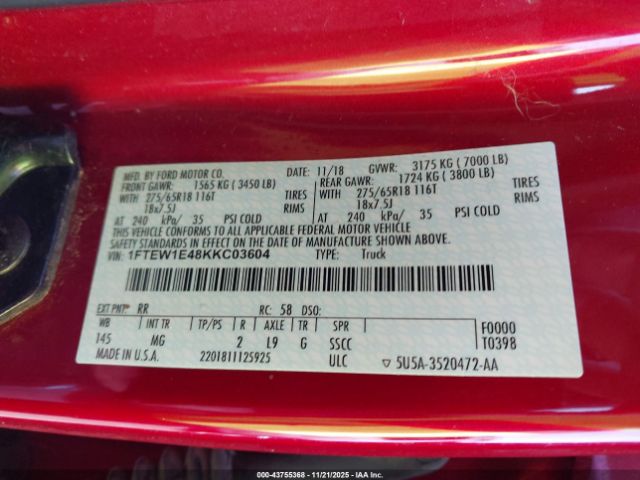 MFD. BY FORD MOTOR CO.
DATE: 11/18 GVWR: 3175 KG ( 7000 LB)
FRONT GAWR: 1565 KG ( 3450 LB)
REAR GAWR: 1724 KG ( 3800 LB)
WITH 275/65R18 116T TIRES
WITH 275/65R18 116T TIRES
18x7.5J RIMS
18x7.5J RIMS
AT 240 kPa/ 35 PSI COLD
AT 240 kPa/ 35 PSI COLD
THIS VEHICLE CONFORMS TO ALL APPLICABLE FEDERAL MOTOR VEHICLE
SAFETY AND THEFT PREVENTION STANDARDS IN EFFECT ON THE DATE OF MANUFACTURE SHOWN ABOVE.
VIN: 1FTEW1E48KKC03604
TYPE: Truck
EXT PNT: RR RC: 58 DSO:
WB INT TR TP/PS R AXLE TR SPR
145 MG 2 L9 G SSCC
F0000
T0398
MADE IN U.S.A. 2201811125925 ULC
▽ 5U5A-3520472-AA
000-43755368 - 11/21/2025 - IAA Inc.